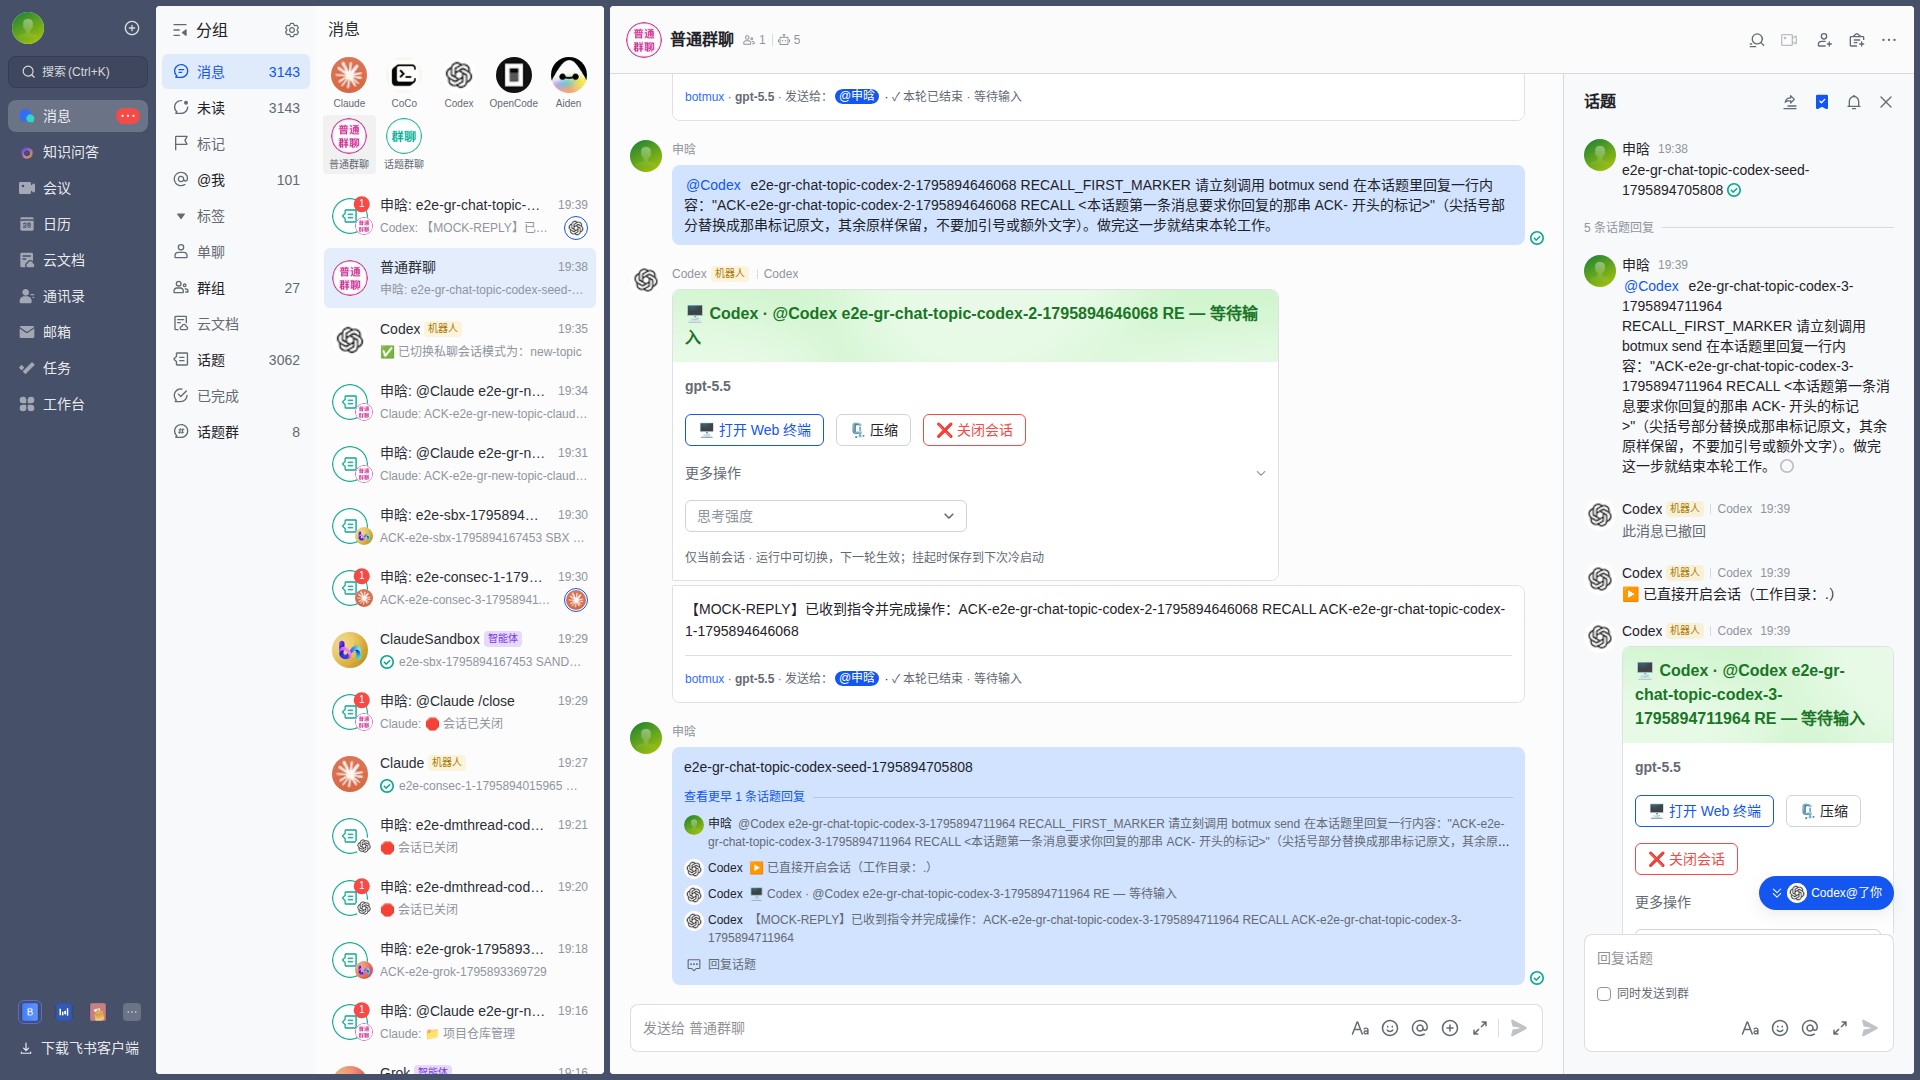 搜索 (Ctrl+K)
消息
知识问答
会议
日历
云文档
通讯录
邮箱
任务
工作台
下载飞书客户端
分组
消息 3143
未读 3143
标记
@我 101
标签
单聊
群组 27
云文档
话题 3062
已完成
话题群 8
消息
Claude
CoCo
Codex
OpenCode
Aiden
普通群聊
话题群聊
申晗: e2e-gr-chat-topic-... 19:39
Codex: 【MOCK-REPLY】已...
普通群聊 19:38
申晗: e2e-gr-chat-topic-codex-seed-...
Codex 机器人 19:35
✅ 已切换私聊会话模式为：new-topic
申晗: @Claude e2e-gr-n... 19:34
Claude: ACK-e2e-gr-new-topic-claud...
申晗: @Claude e2e-gr-n... 19:31
Claude: ACK-e2e-gr-new-topic-claud...
申晗: e2e-sbx-1795894... 19:30
ACK-e2e-sbx-1795894167453 SBX ...
申晗: e2e-consec-1-179... 19:30
ACK-e2e-consec-3-17958941...
ClaudeSandbox 智能体 19:29
e2e-sbx-1795894167453 SAND...
申晗: @Claude /close 19:29
Claude: 🛑 会话已关闭
Claude 机器人 19:27
e2e-consec-1-1795894015965 ...
申晗: e2e-dmthread-cod... 19:21
🛑 会话已关闭
申晗: e2e-dmthread-cod... 19:20
🛑 会话已关闭
申晗: e2e-grok-1795893... 19:18
ACK-e2e-grok-1795893369729
申晗: @Claude e2e-gr-n... 19:16
Claude: 📁 项目仓库管理
Grok 智能体 19:16
普通群聊 1 5
botmux · gpt-5.5 · 发送给：@申晗 · ✓ 本轮已结束 · 等待输入
申晗
@Codex e2e-gr-chat-topic-codex-2-1795894646068 RECALL_FIRST_MARKER 请立刻调用 botmux send 在本话题里回复一行内
容："ACK-e2e-gr-chat-topic-codex-2-1795894646068 RECALL <本话题第一条消息要求你回复的那串 ACK- 开头的标记>"（尖括号部
分替换成那串标记原文，其余原样保留，不要加引号或额外文字）。做完这一步就结束本轮工作。
Codex 机器人 | Codex
🖥️ Codex · @Codex e2e-gr-chat-topic-codex-2-1795894646068 RE — 等待输
入
gpt-5.5
🖥️ 打开 Web 终端 🗜️ 压缩 ❌ 关闭会话
更多操作
思考强度
仅当前会话 · 运行中可切换，下一轮生效；挂起时保存到下次冷启动
【MOCK-REPLY】已收到指令并完成操作：ACK-e2e-gr-chat-topic-codex-2-1795894646068 RECALL ACK-e2e-gr-chat-topic-codex-
1-1795894646068
botmux · gpt-5.5 · 发送给：@申晗 · ✓ 本轮已结束 · 等待输入
申晗
e2e-gr-chat-topic-codex-seed-1795894705808
查看更早 1 条话题回复
申晗 @Codex e2e-gr-chat-topic-codex-3-1795894711964 RECALL_FIRST_MARKER 请立刻调用 botmux send 在本话题里回复一行内容："ACK-e2e-
gr-chat-topic-codex-3-1795894711964 RECALL <本话题第一条消息要求你回复的那串 ACK- 开头的标记>"（尖括号部分替换成那串标记原文，其余原...
Codex ▶️ 已直接开启会话（工作目录：.）
Codex 🖥️ Codex · @Codex e2e-gr-chat-topic-codex-3-1795894711964 RE — 等待输入
Codex 【MOCK-REPLY】已收到指令并完成操作：ACK-e2e-gr-chat-topic-codex-3-1795894711964 RECALL ACK-e2e-gr-chat-topic-codex-3-
1795894711964
回复话题
发送给 普通群聊
话题
申晗 19:38
e2e-gr-chat-topic-codex-seed-
1795894705808
5 条话题回复
申晗 19:39
@Codex e2e-gr-chat-topic-codex-3-
1795894711964
RECALL_FIRST_MARKER 请立刻调用
botmux send 在本话题里回复一行内
容："ACK-e2e-gr-chat-topic-codex-3-
1795894711964 RECALL <本话题第一条消
息要求你回复的那串 ACK- 开头的标记
>"（尖括号部分替换成那串标记原文，其余
原样保留，不要加引号或额外文字）。做完
这一步就结束本轮工作。
Codex 机器人 | Codex 19:39
此消息已撤回
Codex 机器人 | Codex 19:39
▶️ 已直接开启会话（工作目录：.）
Codex 机器人 | Codex 19:39
🖥️ Codex · @Codex e2e-gr-
chat-topic-codex-3-
1795894711964 RE — 等待输入
gpt-5.5
🖥️ 打开 Web 终端 🗜️ 压缩
❌ 关闭会话
更多操作
Codex@了你
回复话题
同时发送到群